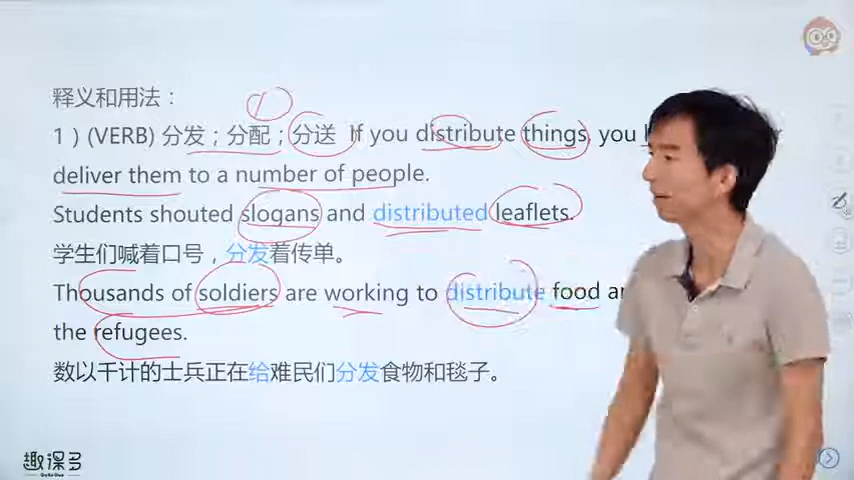 释义和用法：
1）(VERB) 分发；分配；分送 If you distribute things, you
deliver them to a number of people.
Students shouted slogans and distributed leaflets.
学生们喊着口号，分发着传单。
Thousands of soldiers are working to distribute food
the refugees.
数以千计的士兵正在给难民们分发食物和毯子。
趣课多